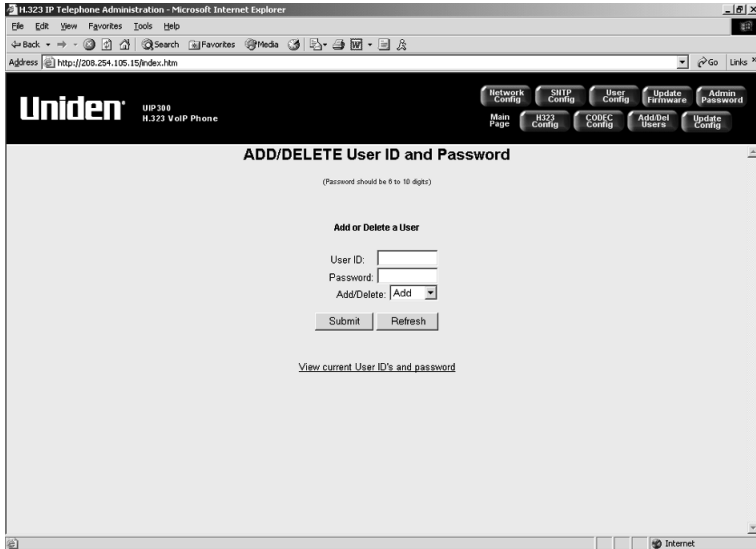 H.323 IP Telephone Administration - Microsoft Internet Explorer
File Edit View Favorites Tools Help
Back Search Favorites Media
Address http://208.254.105.15/index.htm Go Links »
Uniden
UIP300
H.323 VoIP Phone
Network Config SNTP Config User Config Update Firmware Admin Password
Main Page H323 Config CODEC Config Add/Del Users Update Config
ADD/DELETE User ID and Password
(Password should be 6 to 10 digits)
Add or Delete a User
User ID:
Password:
Add/Delete: Add
Submit Refresh
View current User ID's and password
Internet